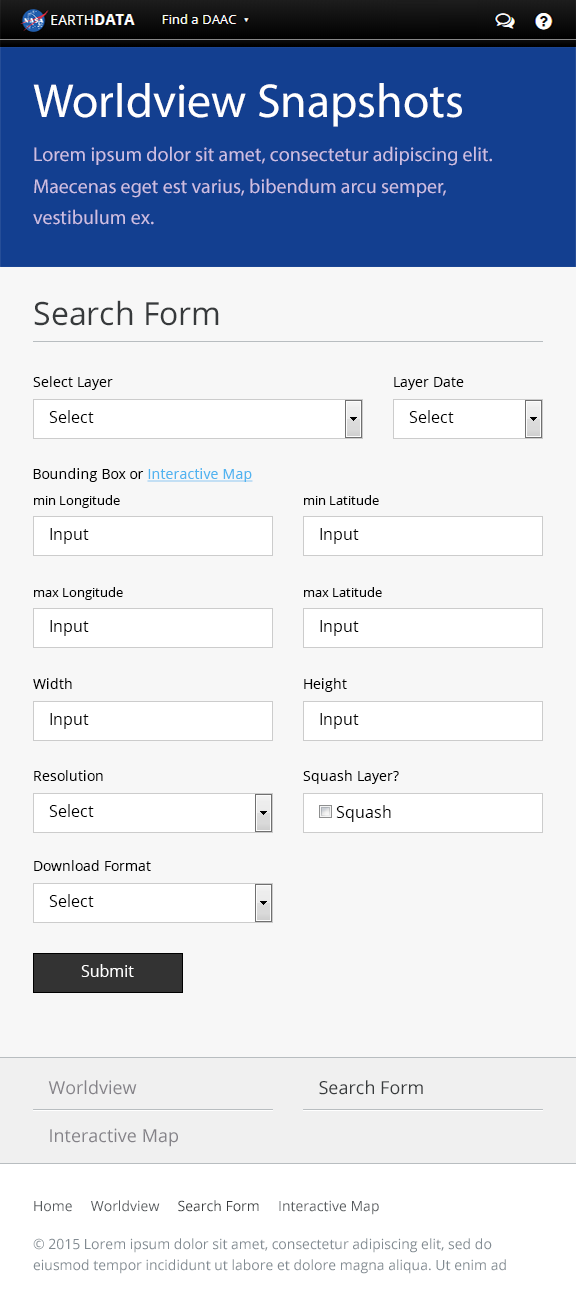 NASA EARTHDATA Find a DAAC
Worldview Snapshots
Lorem ipsum dolor sit amet, consectetur adipiscing elit.
Maecenas eget est varius, bibendum arcu semper,
vestibulum ex.
Search Form
Select Layer Layer Date
Select Select
Bounding Box or Interactive Map
min Longitude min Latitude
Input Input
max Longitude max Latitude
Input Input
Width Height
Input Input
Resolution Squash Layer?
Select Squash
Download Format
Select
Submit
Worldview Search Form
Interactive Map
Home Worldview Search Form Interactive Map
© 2015 Lorem ipsum dolor sit amet, consectetur adipiscing elit, sed do
eiusmod tempor incididunt ut labore et dolore magna aliqua. Ut enim ad